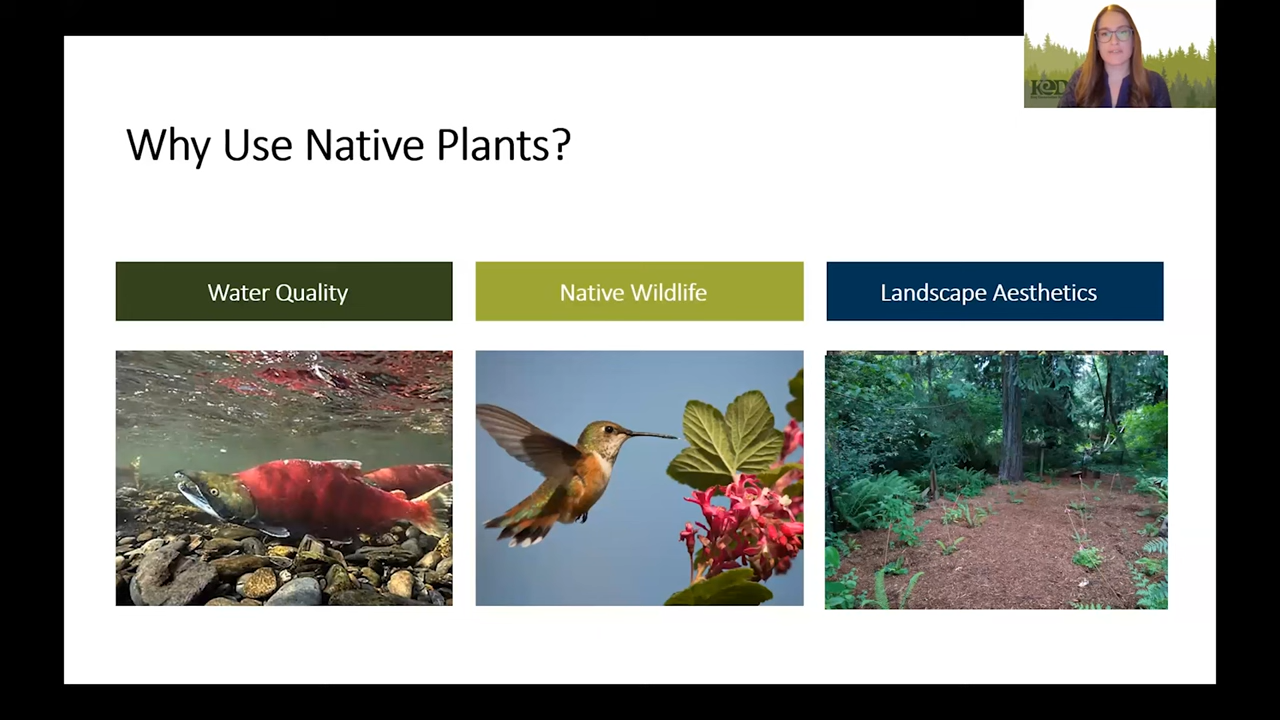 Why Use Native Plants?
Water Quality
Native Wildlife
Landscape Aesthetics